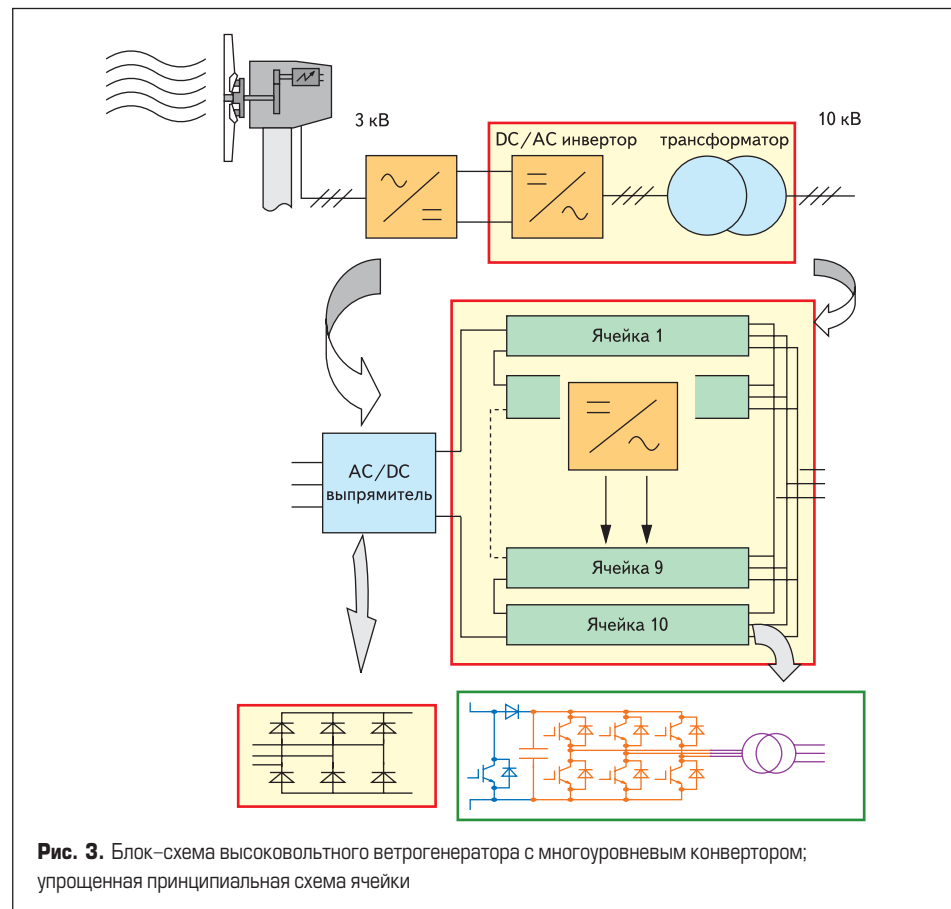 3 кВ
10 кВ
DC/AC инвертор
трансформатор
Ячейка 1
AC/DC
выпрямитель
Ячейка 9
Ячейка 10
Рис. 3. Блок–схема высоковольтного ветрогенератора с многоуровневым конвертором;
упрощенная принципиальная схема ячейки